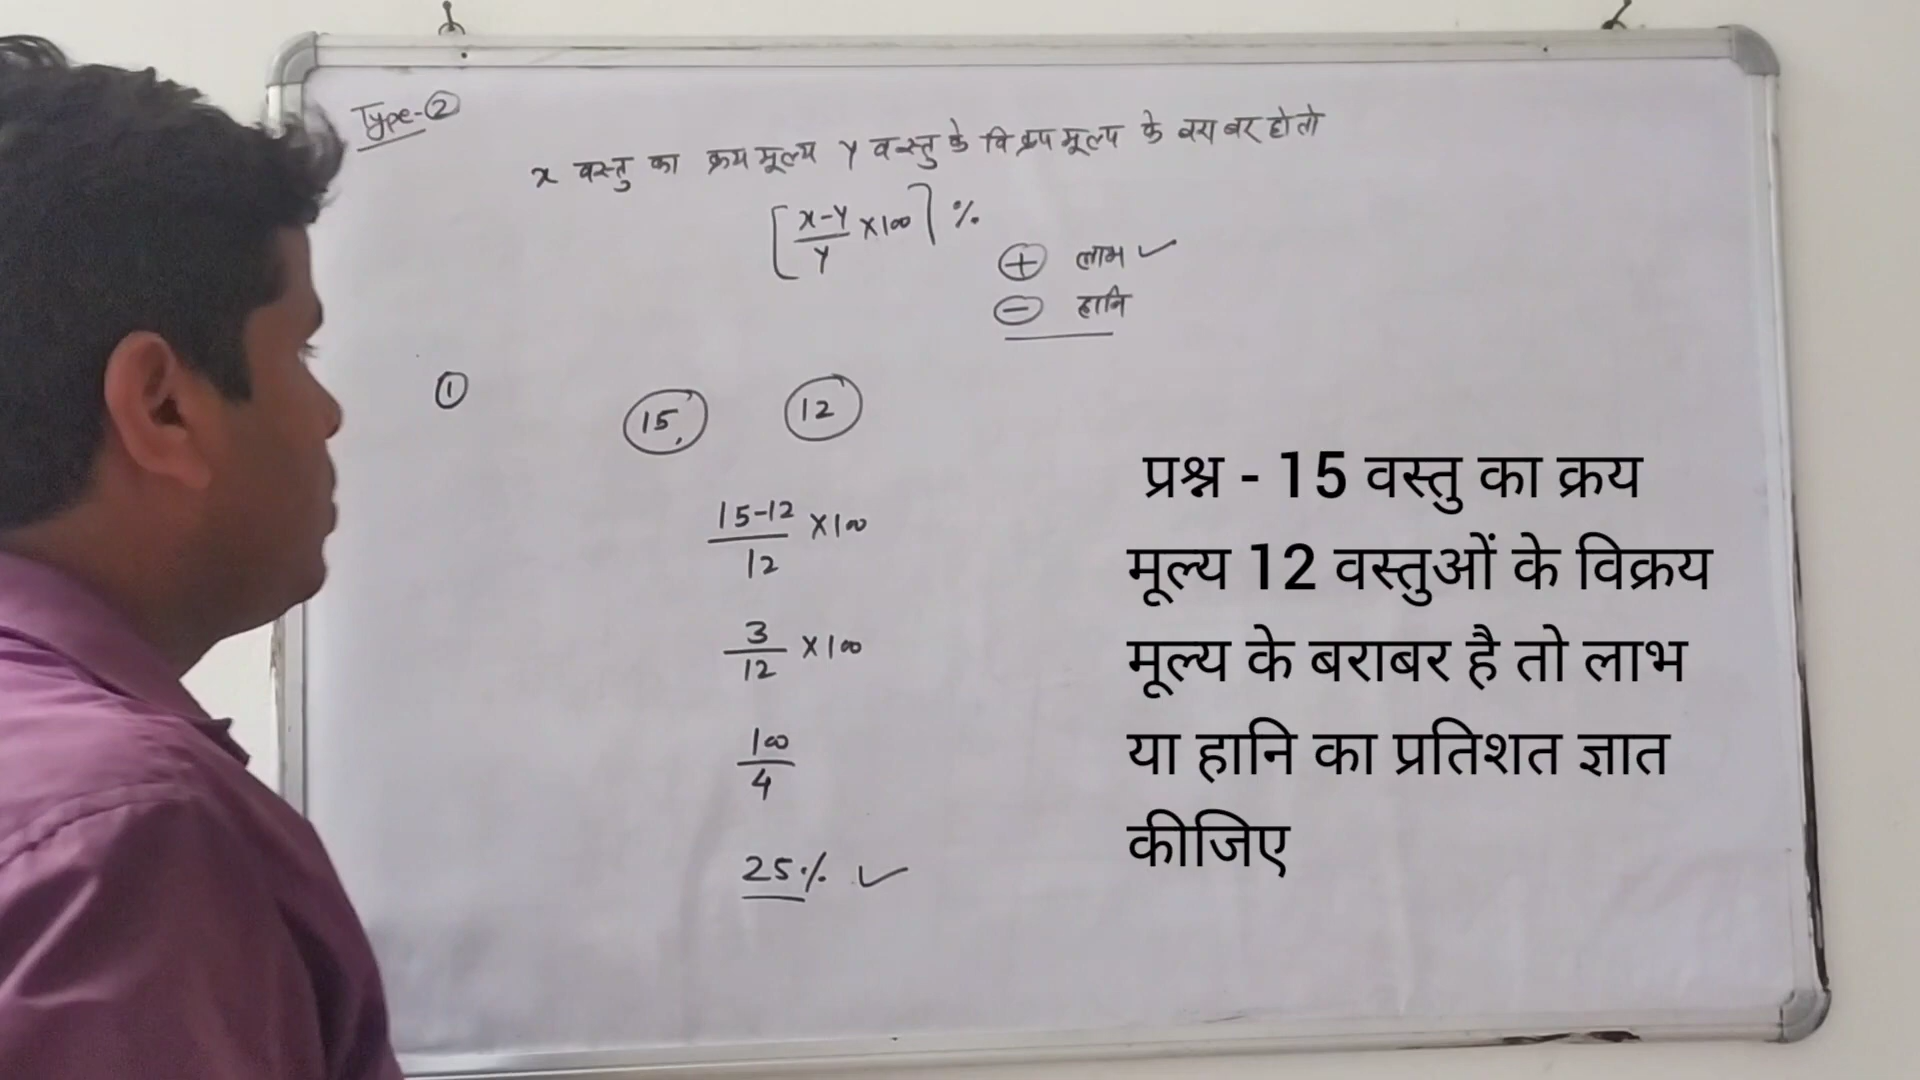 Type-②
x वस्तु का क्रय मूल्य Y वस्तु के विक्रय मूल्य के बराबर हो तो
[x-Y/Y ×100] %
⊕ लाभ ✓
⊖ हानि
① 15, 12
15-12/12 ×100
3/12 ×100
100/4
25% ✓
प्रश्न - 15 वस्तु का क्रय
मूल्य 12 वस्तुओं के विक्रय
मूल्य के बराबर है तो लाभ
या हानि का प्रतिशत ज्ञात
कीजिए